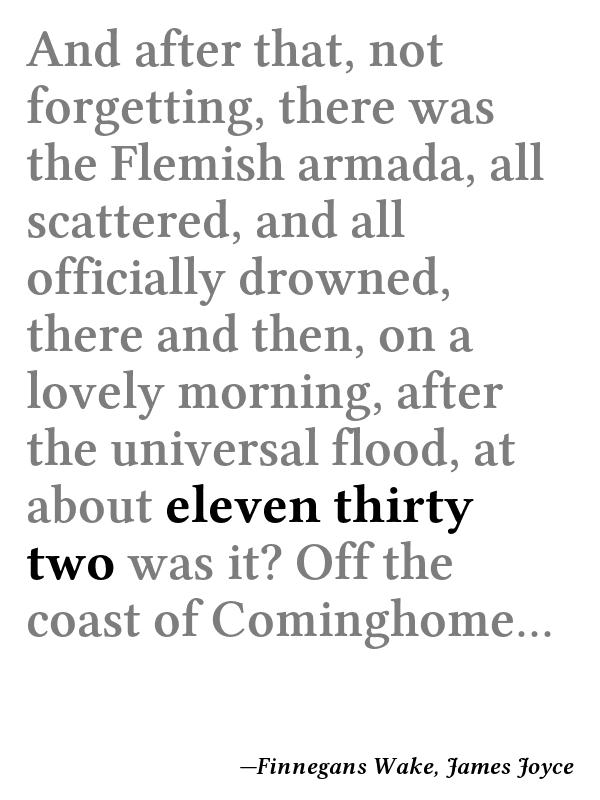 And after that, not
forgetting, there was
the Flemish armada, all
scattered, and all
officially drowned,
there and then, on a
lovely morning, after
the universal flood, at
about eleven thirty
two was it? Off the
coast of Cominghome...
—Finnegans Wake, James Joyce